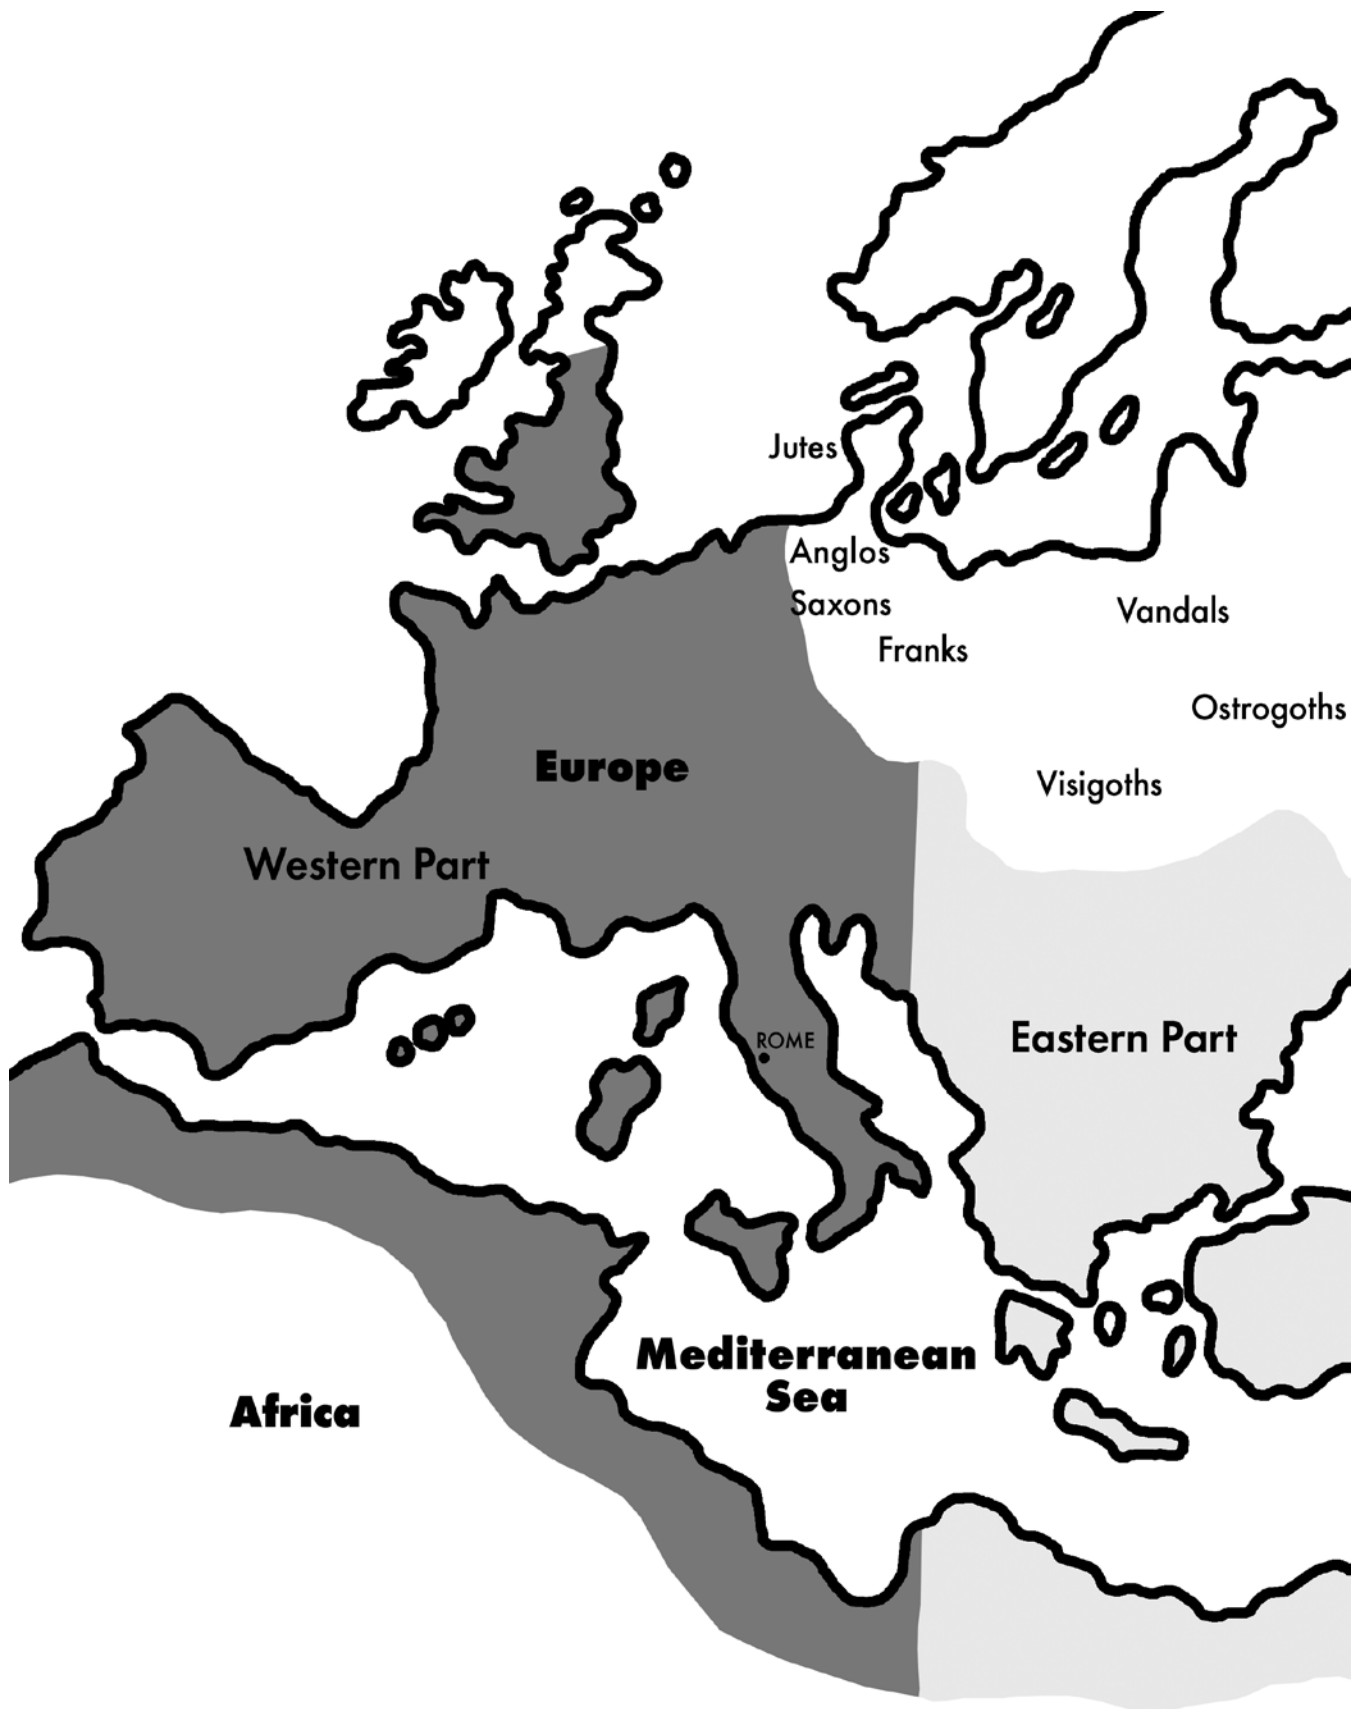 Jutes
Anglos
Saxons
Vandals
Franks
Ostrogoths
Europe
Visigoths
Western Part
Eastern Part
ROME
Mediterranean
Sea
Africa